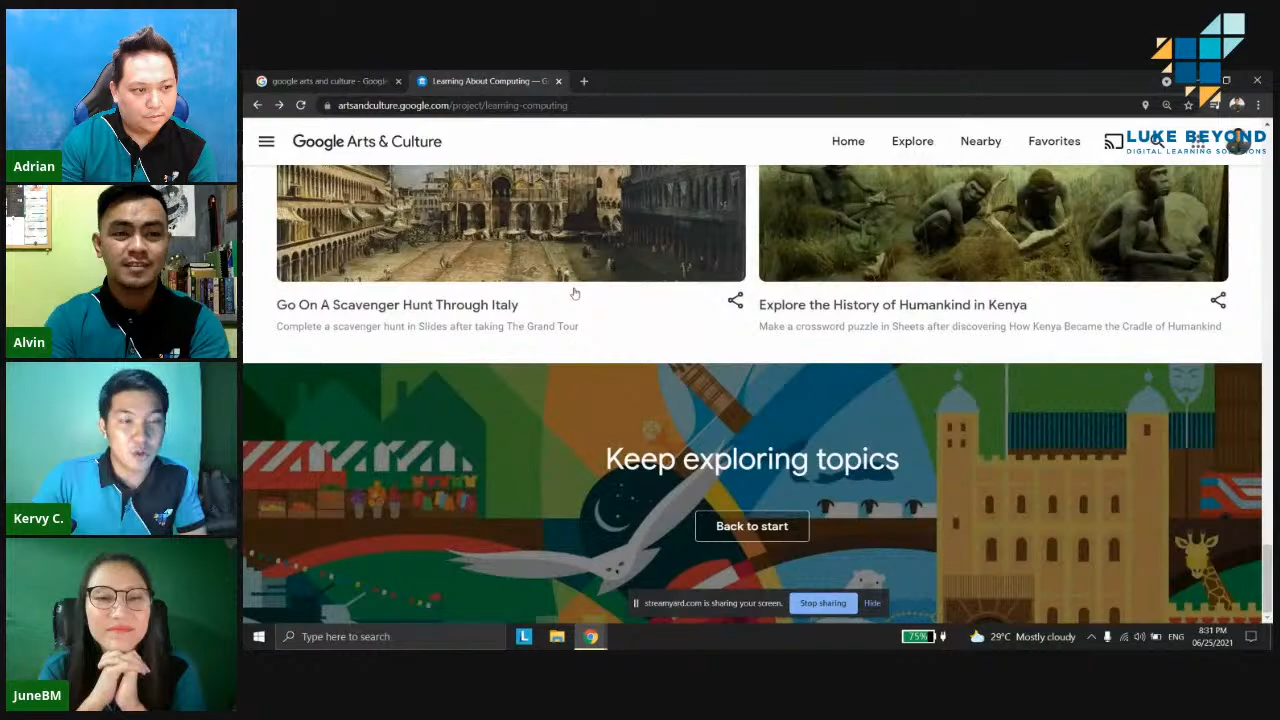 Adrian
Alvin
Kervy C.
JuneBM
google arts and culture - Googl
Learning About Computing — G
artsandculture.google.com/project/learning-computing
LUKE BEYOND
DIGITAL LEARNING SOLUTIONS
Google Arts & Culture
Home
Explore
Nearby
Favorites
Go On A Scavenger Hunt Through Italy
Complete a scavenger hunt in Slides after taking The Grand Tour
Explore the History of Humankind in Kenya
Make a crossword puzzle in Sheets after discovering How Kenya Became the Cradle of Humankind
Keep exploring topics
Back to start
streamyard.com is sharing your screen.
Stop sharing
Hide
Type here to search
L
75%
29°C Mostly cloudy
ENG
8:31 PM
06/25/2021